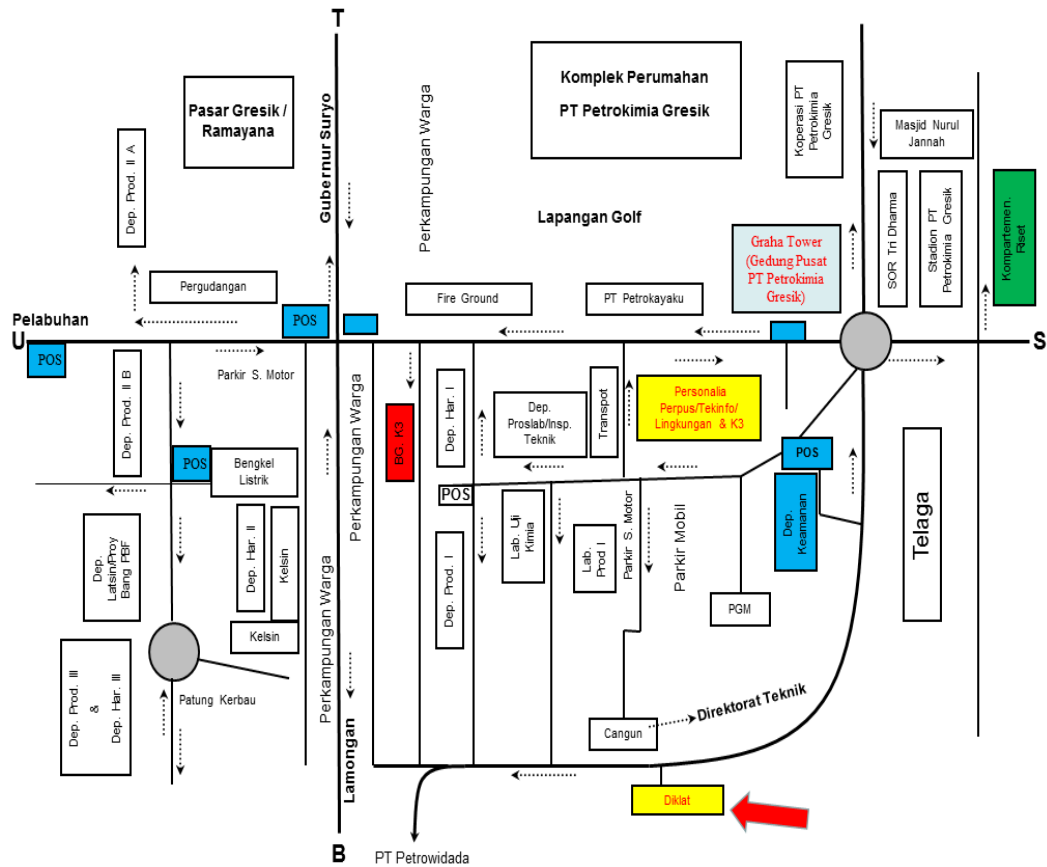 T
Pasar Gresik /
Ramayana
Gubernur Suryo
Perkampungan Warga
Komplek Perumahan
PT Petrokimia Gresik
Koperasi PT
Petrokimia
Gresik
Masjid Nurul
Jannah
Dep. Prod. II A
Lapangan Golf
SOR Tri Dharma
Stadion PT
Petrokimia Gresik
Kompartemen.
Riset
Graha Tower
(Gedung Pusat
PT Petrokimia
Gresik)
Pergudangan
Fire Ground
PT Petrokayaku
Pelabuhan
U
POS
POS
S
Parkir S. Motor
Dep. Prod. II B
Perkampungan Warga
BG. K3
Dep. Har. I
Dep.
Proslab/Insp.
Teknik
Transpot
Personalia
Perpus/Tekinfo/
Lingkungan & K3
POS
Bengkel
Listrik
POS
POS
Dep.
Keamanan
Telaga
Dep.
Latsin/Proy
Bang PBF
Dep. Har. II
Kelsin
Kelsin
Perkampungan Warga
Dep. Prod. I
Lab. Uji
Kimia
Lab.
Prod I
Parkir S. Motor
Parkir Mobil
PGM
Dep. Prod. III
&
Dep. Har. III
Patung Kerbau
Lamongan
Cangun
Direktorat Teknik
Diklat
B
PT Petrowidada